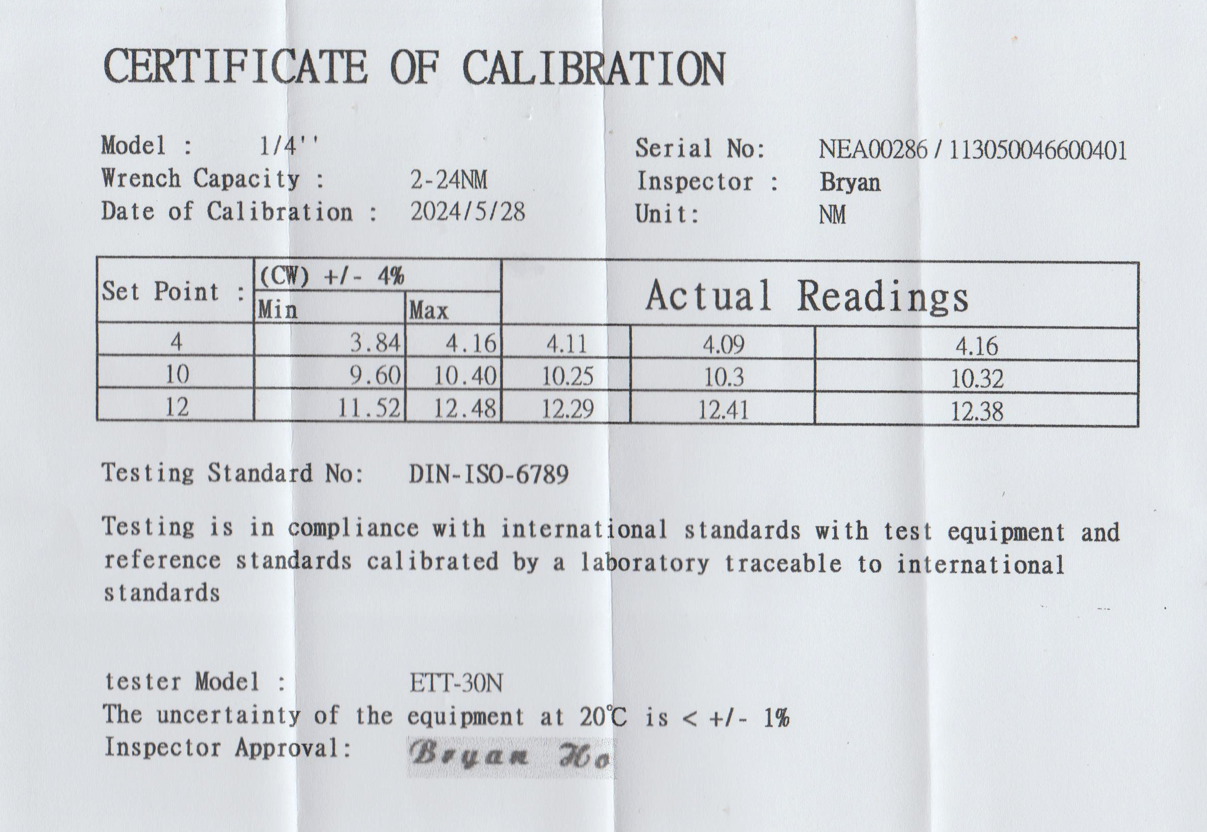 CERTIFICATE OF CALIBRATION
Model : 1/4'' Serial No: NEA00286 / 113050046600401
Wrench Capacity : 2-24NM Inspector : Bryan
Date of Calibration : 2024/5/28 Unit: NM
Set Point : (CW) +/- 4% Actual Readings
Min Max
4 3.84 4.16 4.11 4.09 4.16
10 9.60 10.40 10.25 10.3 10.32
12 11.52 12.48 12.29 12.41 12.38
Testing Standard No: DIN-ISO-6789
Testing is in compliance with international standards with test equipment and
reference standards calibrated by a laboratory traceable to international
standards
tester Model : ETT-30N
The uncertainty of the equipment at 20℃ is < +/- 1%
Inspector Approval: Bryan Ho